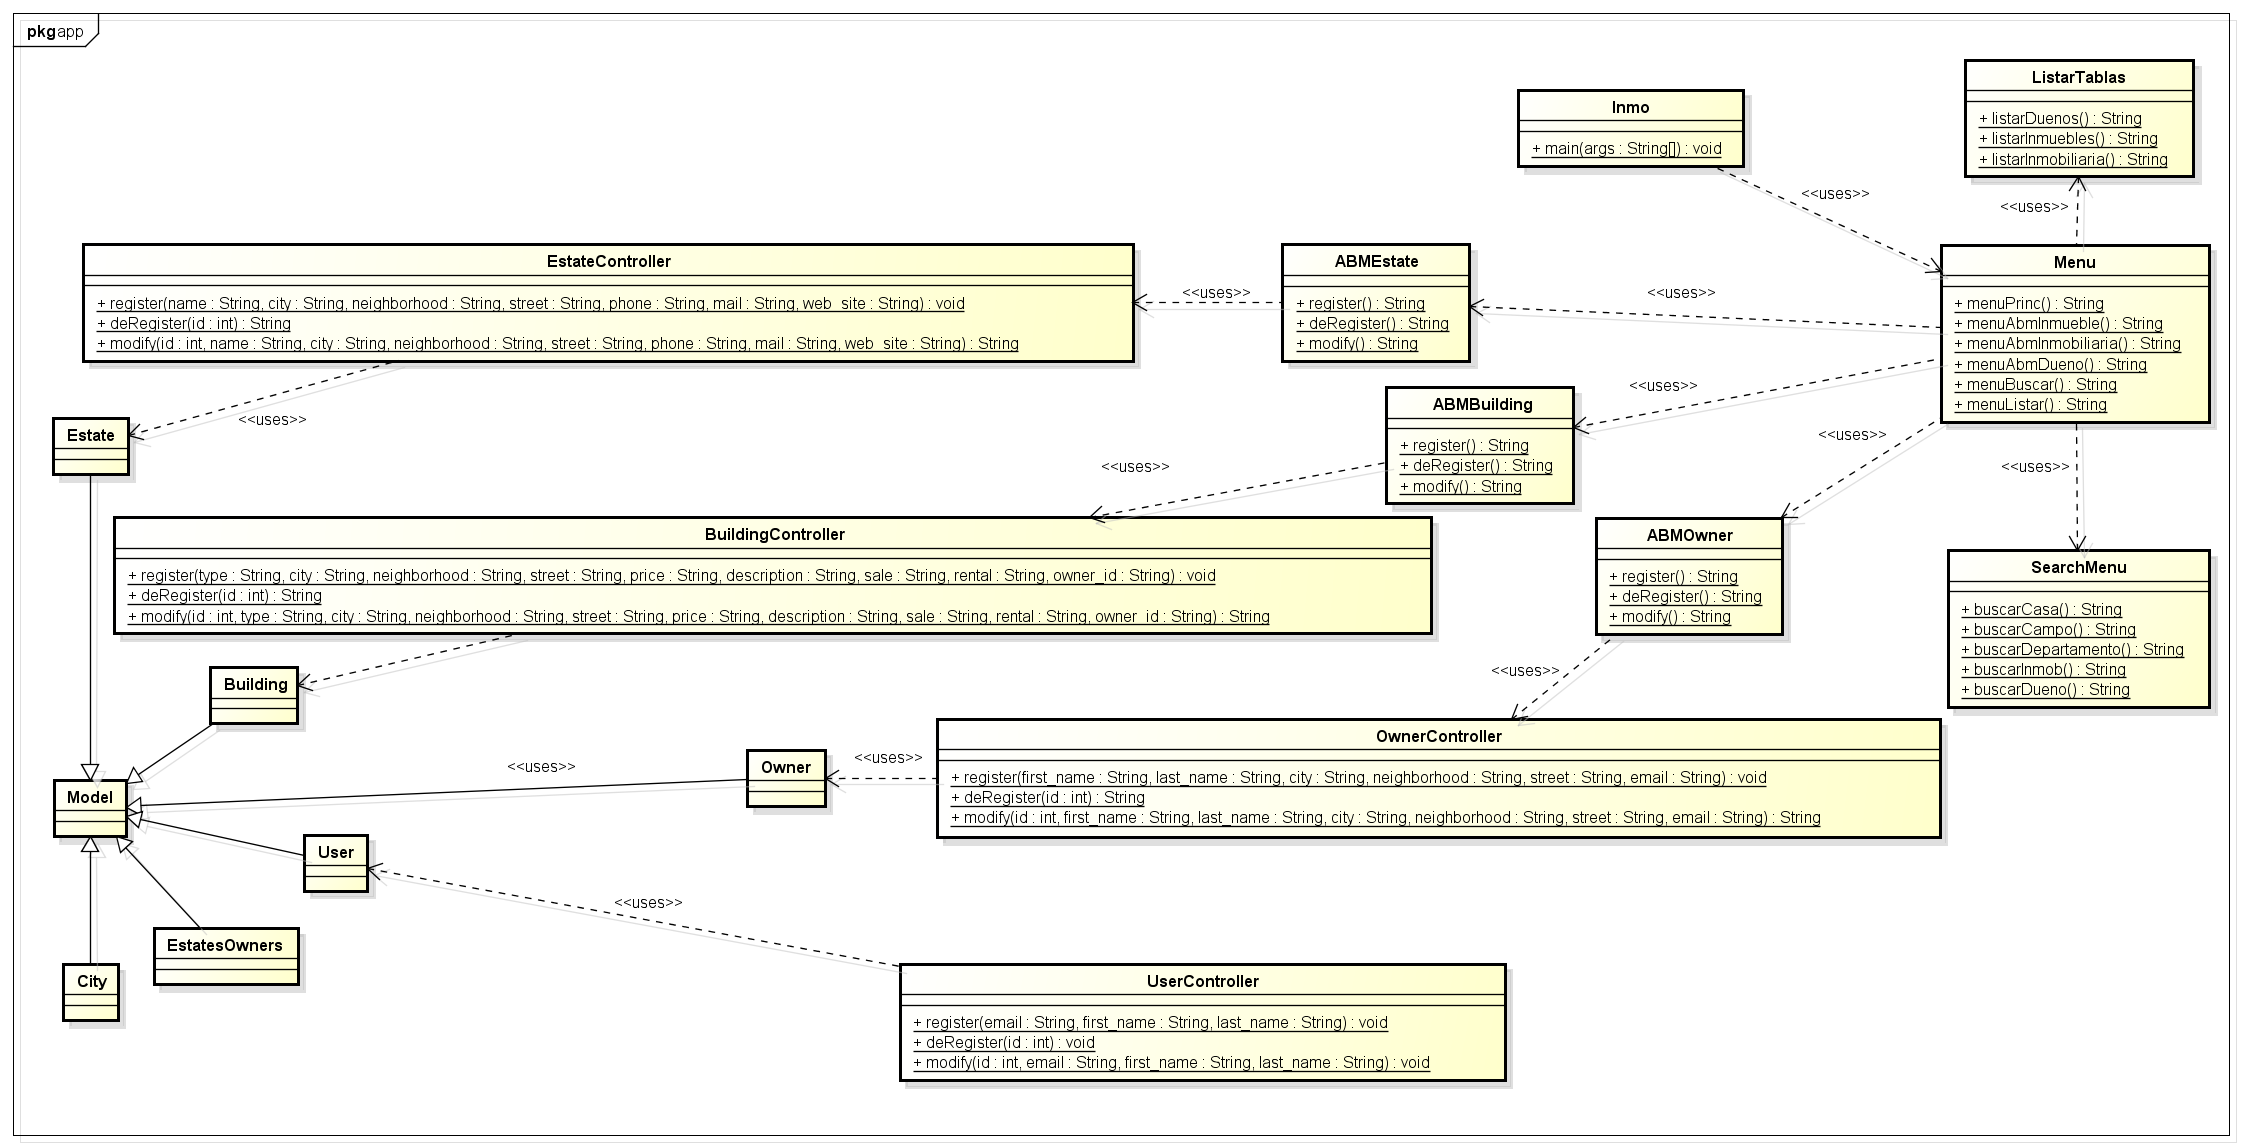 pkg app
ListarTablas
+ listarDuenos() : String
+ listarInmuebles() : String
+ listarInmobiliaria() : String
Inmo
+ main(args : String[]) : void
<<uses>>
<<uses>>
EstateController
+ register(name : String, city : String, neighborhood : String, street : String, phone : String, mail : String, web_site : String) : void
+ deRegister(id : int) : String
+ modify(id : int, name : String, city : String, neighborhood : String, street : String, phone : String, mail : String, web_site : String) : String
<<uses>>
ABMEstate
+ register() : String
+ deRegister() : String
+ modify() : String
<<uses>>
Menu
+ menuPrinc() : String
+ menuAbmInmueble() : String
+ menuAbmInmobiliaria() : String
+ menuAbmDueno() : String
+ menuBuscar() : String
+ menuListar() : String
<<uses>>
ABMBuilding
+ register() : String
+ deRegister() : String
+ modify() : String
<<uses>>
Estate
<<uses>>
<<uses>>
<<uses>>
BuildingController
+ register(type : String, city : String, neighborhood : String, street : String, price : String, description : String, sale : String, rental : String, owner_id : String) : void
+ deRegister(id : int) : String
+ modify(id : int, type : String, city : String, neighborhood : String, street : String, price : String, description : String, sale : String, rental : String, owner_id : String) : String
ABMOwner
+ register() : String
+ deRegister() : String
+ modify() : String
SearchMenu
+ buscarCasa() : String
+ buscarCampo() : String
+ buscarDepartamento() : String
+ buscarInmob() : String
+ buscarDueno() : String
<<uses>>
Building
OwnerController
+ register(first_name : String, last_name : String, city : String, neighborhood : String, street : String, email : String) : void
+ deRegister(id : int) : String
+ modify(id : int, first_name : String, last_name : String, city : String, neighborhood : String, street : String, email : String) : String
<<uses>>
Owner
<<uses>>
Model
User
<<uses>>
EstatesOwners
City
UserController
+ register(email : String, first_name : String, last_name : String) : void
+ deRegister(id : int) : void
+ modify(id : int, email : String, first_name : String, last_name : String) : void